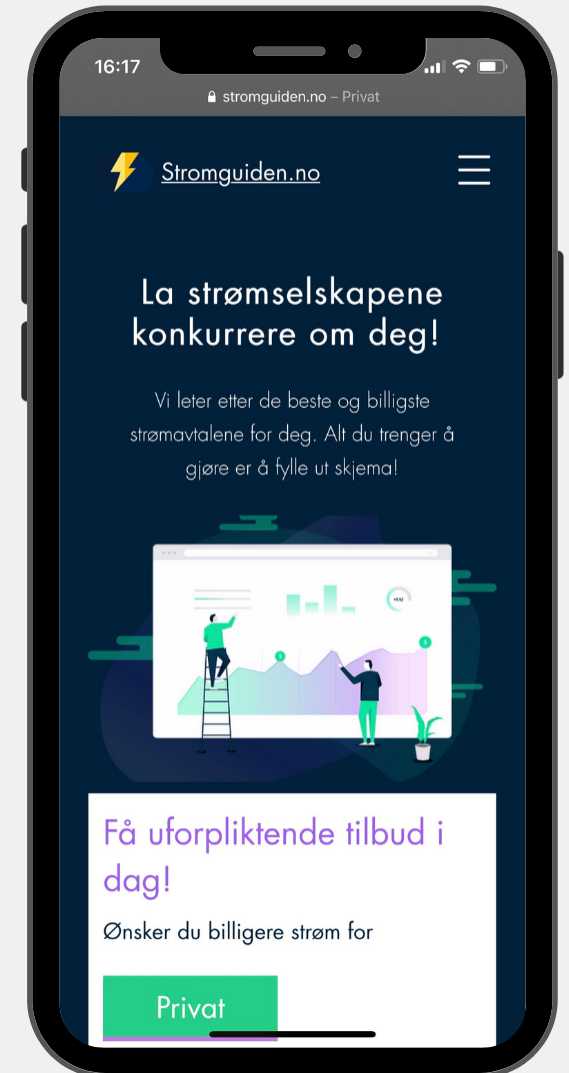 16:17
stromguiden.no – Privat
Stromguiden.no
La strømselskapene
konkurrere om deg!
Vi leter etter de beste og billigste
strømavtalene for deg. Alt du trenger å
gjøre er å fylle ut skjema!
Få uforpliktende tilbud i
dag!
Ønsker du billigere strøm for
Privat